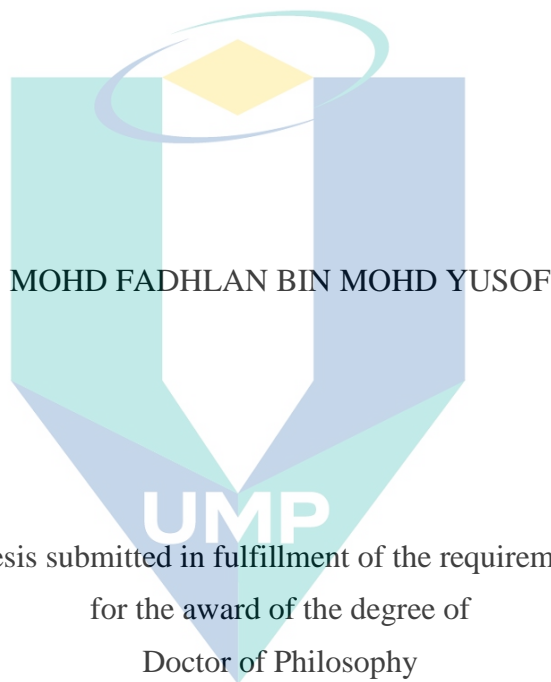 MOHD FADHLAN BIN MOHD YUSOF
UMP
submitted in fulfillment of the
for the award of the degree of
Doctor of Philosophy